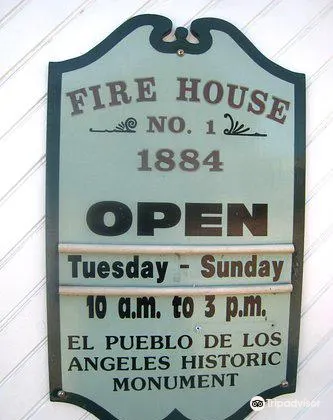 FIRE HOUSE
NO. 1
1884
OPEN
Tuesday - Sunday
10 a.m. to 3 p.m.
EL PUEBLO DE LOS
ANGELES HISTORIC
MONUMENT
Tripadvisor